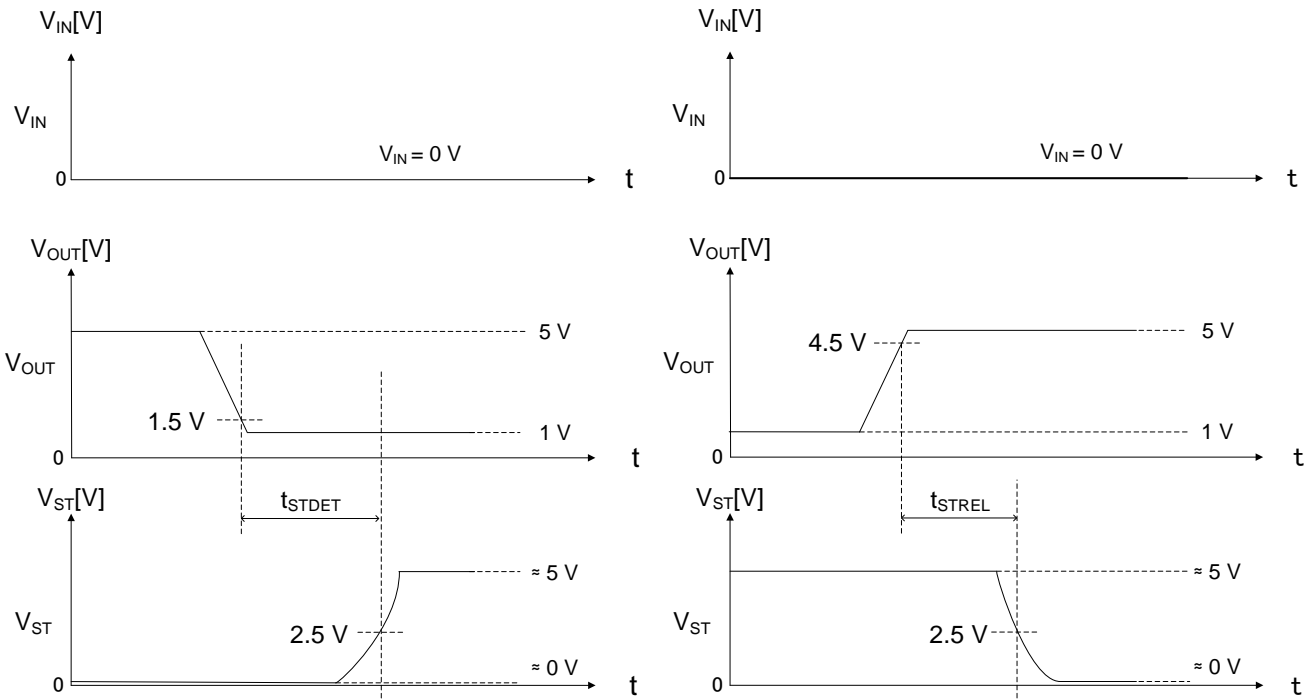 V_IN[V]
V_IN
V_IN = 0 V
0
t
V_OUT[V]
5 V
V_OUT
1.5 V
1 V
0
t
V_ST[V]
t_STDET
≈ 5 V
V_ST
2.5 V
≈ 0 V
0
t
V_IN[V]
V_IN
V_IN = 0 V
0
t
V_OUT[V]
4.5 V
5 V
V_OUT
1 V
0
t
V_ST[V]
t_STREL
≈ 5 V
V_ST
2.5 V
≈ 0 V
0
t